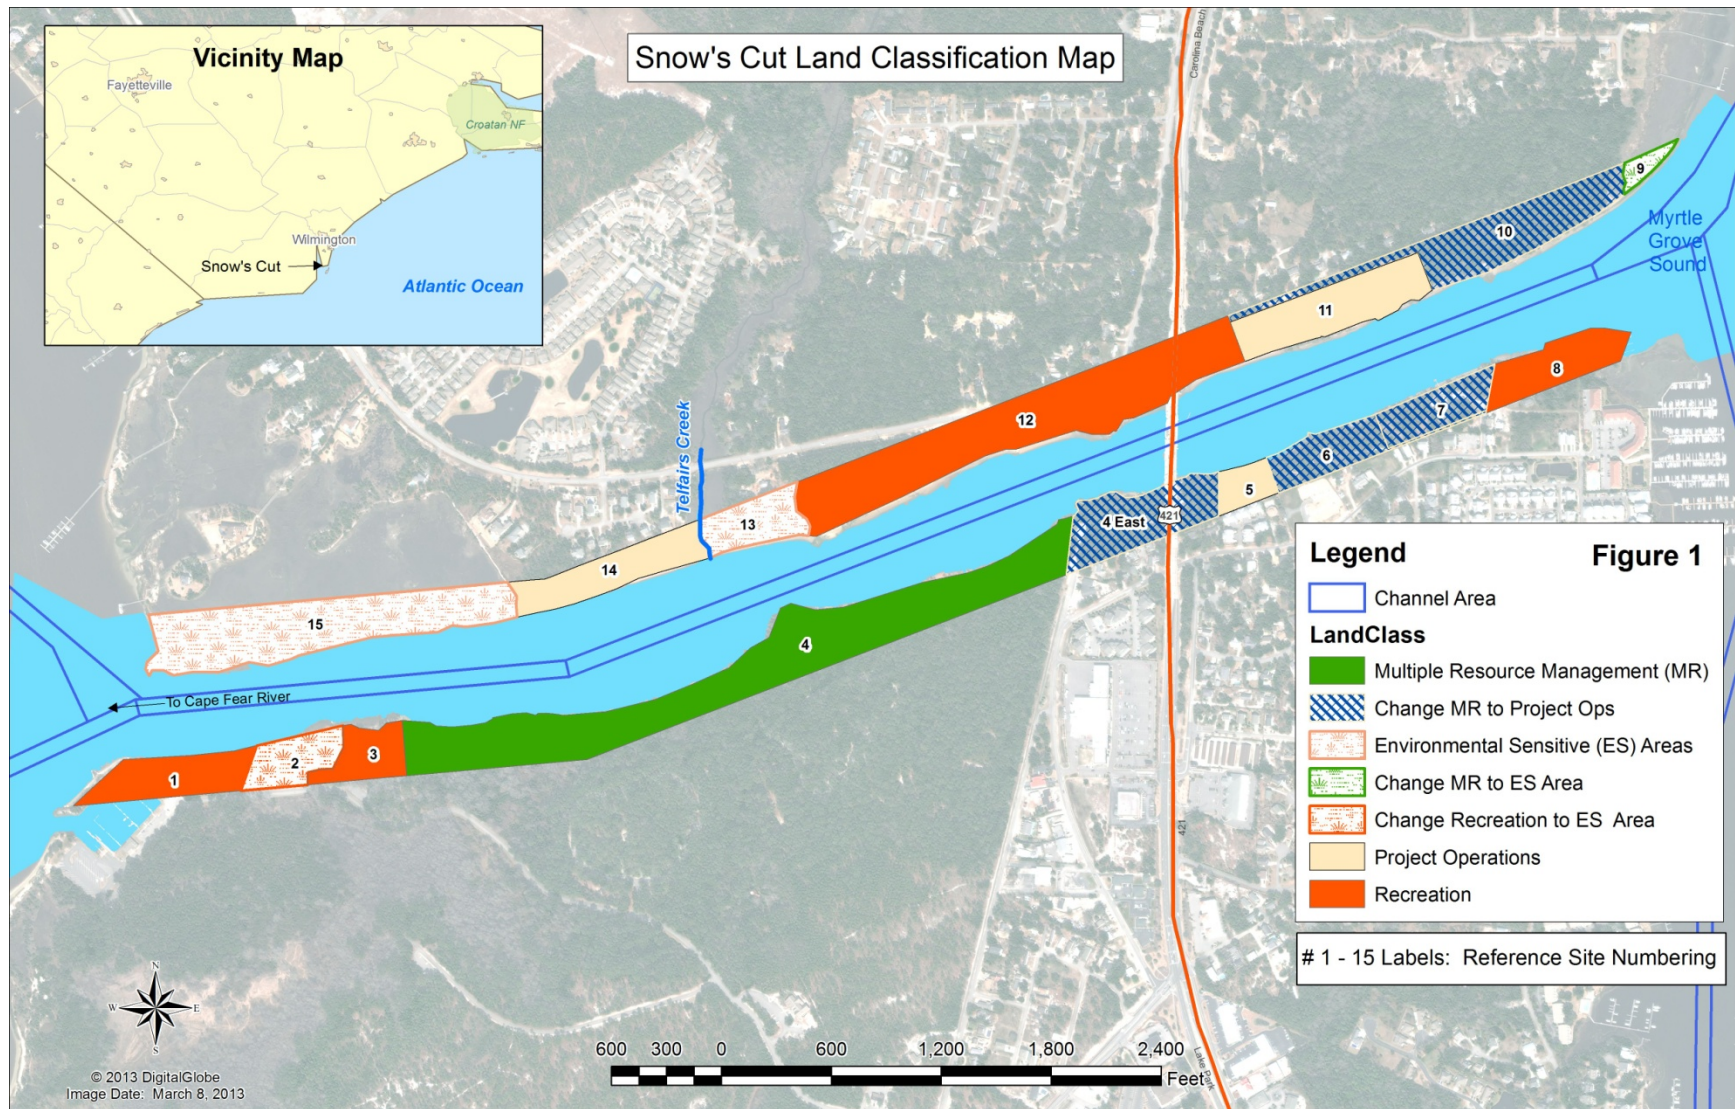 Snow's Cut Land Classification Map
Vicinity Map
Fayetteville
Croatan NF
Wilmington
Snow's Cut
Atlantic Ocean
Carolina Beach
9
10
Myrtle
Grove
Sound
11
8
12
7
6
5
4 East
421
Telfairs Creek
13
14
15
4
To Cape Fear River
1
2
3
421
Lake Park
Legend
Figure 1
Channel Area
LandClass
Multiple Resource Management (MR)
Change MR to Project Ops
Environmental Sensitive (ES) Areas
Change MR to ES Area
Change Recreation to ES Area
Project Operations
Recreation
# 1 - 15 Labels: Reference Site Numbering
N
W
E
S
600 300 0 600 1,200 1,800 2,400
Feet
© 2013 DigitalGlobe
Image Date: March 8, 2013